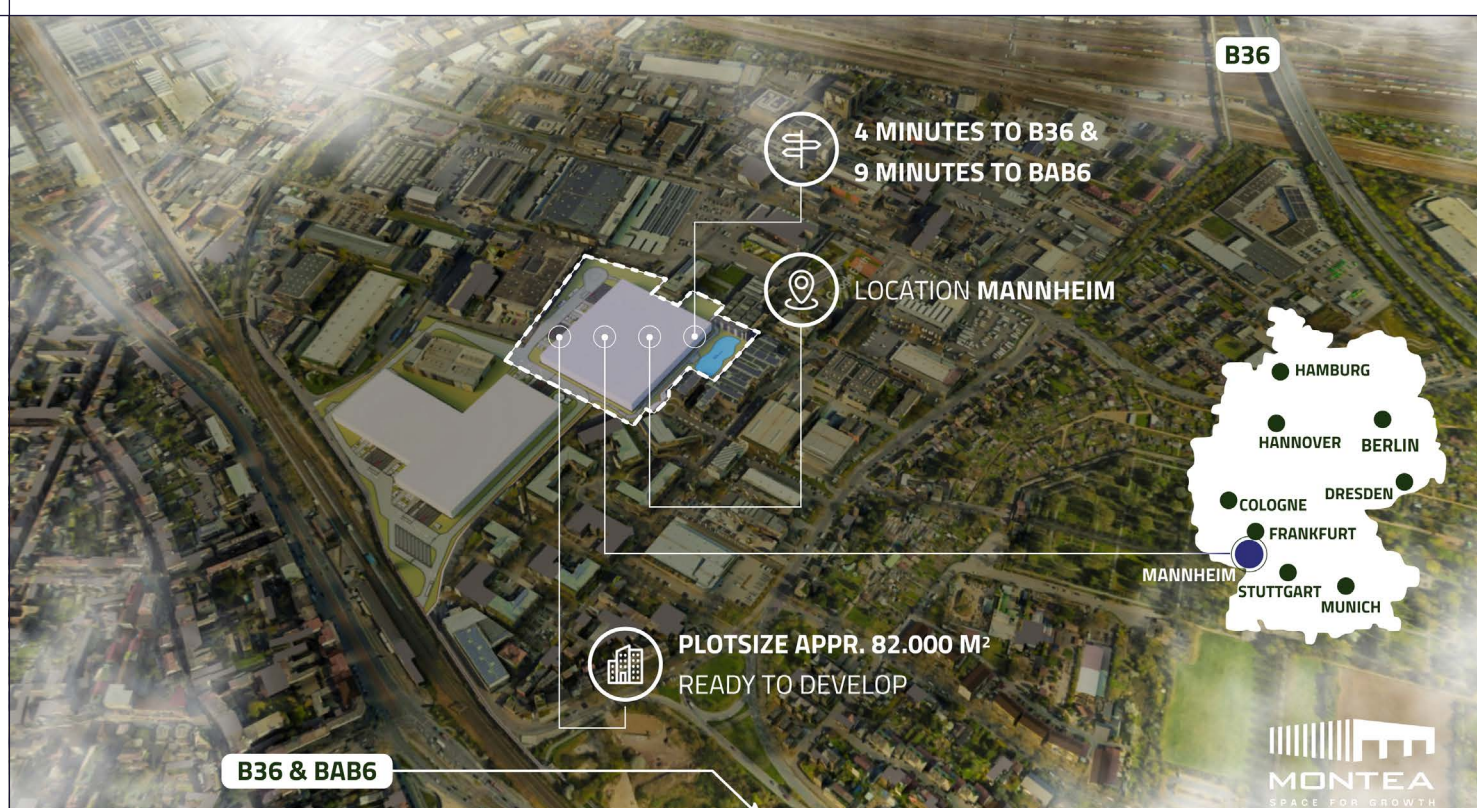 B36
4 MINUTES TO B36 &
9 MINUTES TO BAB6
LOCATION MANNHEIM
HAMBURG
HANNOVER
BERLIN
DRESDEN
COLOGNE
FRANKFURT
MANNHEIM
STUTTGART
MUNICH
PLOTSIZE APPR. 82.000 M²
READY TO DEVELOP
B36 & BAB6
MONTEA
SPACE FOR GROWTH